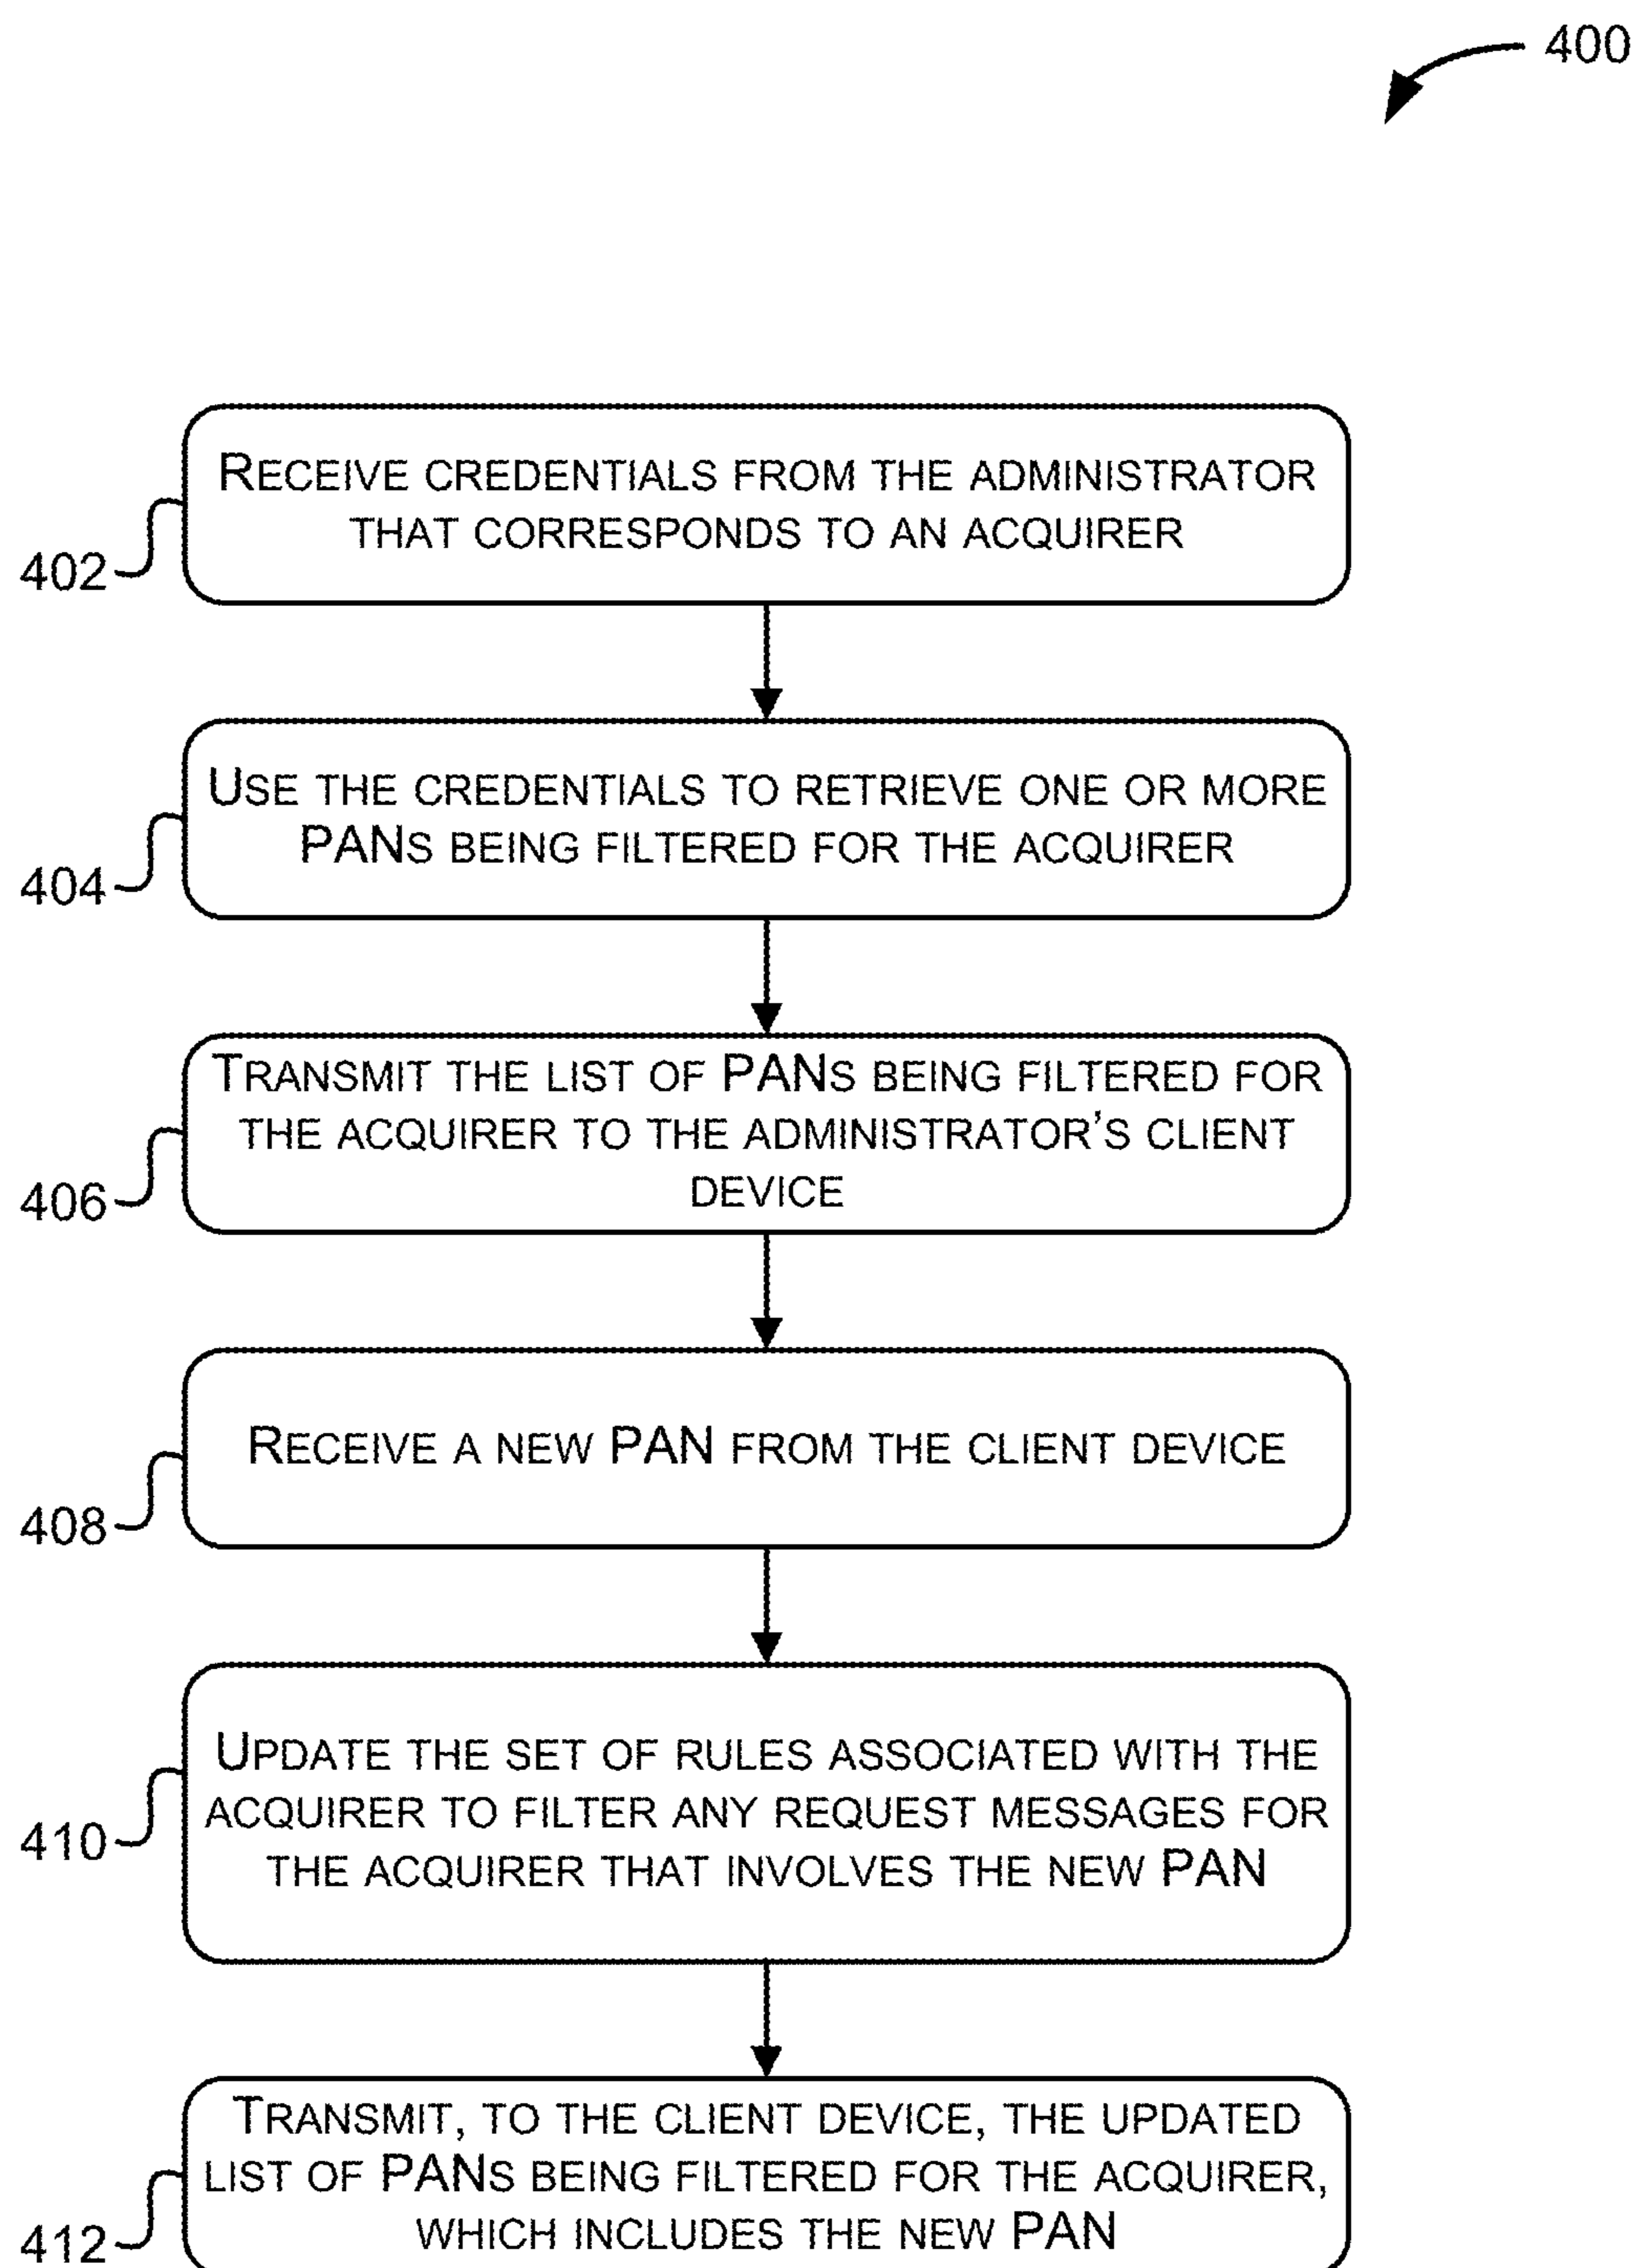 400
RECEIVE CREDENTIALS FROM THE ADMINISTRATOR
THAT CORRESPONDS TO AN ACQUIRER
402
USE THE CREDENTIALS TO RETRIEVE ONE OR MORE
PANS BEING FILTERED FOR THE ACQUIRER
404
TRANSMIT THE LIST OF PANS BEING FILTERED FOR
THE ACQUIRER TO THE ADMINISTRATOR'S CLIENT
DEVICE
406
RECEIVE A NEW PAN FROM THE CLIENT DEVICE
408
UPDATE THE SET OF RULES ASSOCIATED WITH THE
ACQUIRER TO FILTER ANY REQUEST MESSAGES FOR
THE ACQUIRER THAT INVOLVES THE NEW PAN
410
TRANSMIT, TO THE CLIENT DEVICE, THE UPDATED
LIST OF PANS BEING FILTERED FOR THE ACQUIRER,
WHICH INCLUDES THE NEW PAN
412